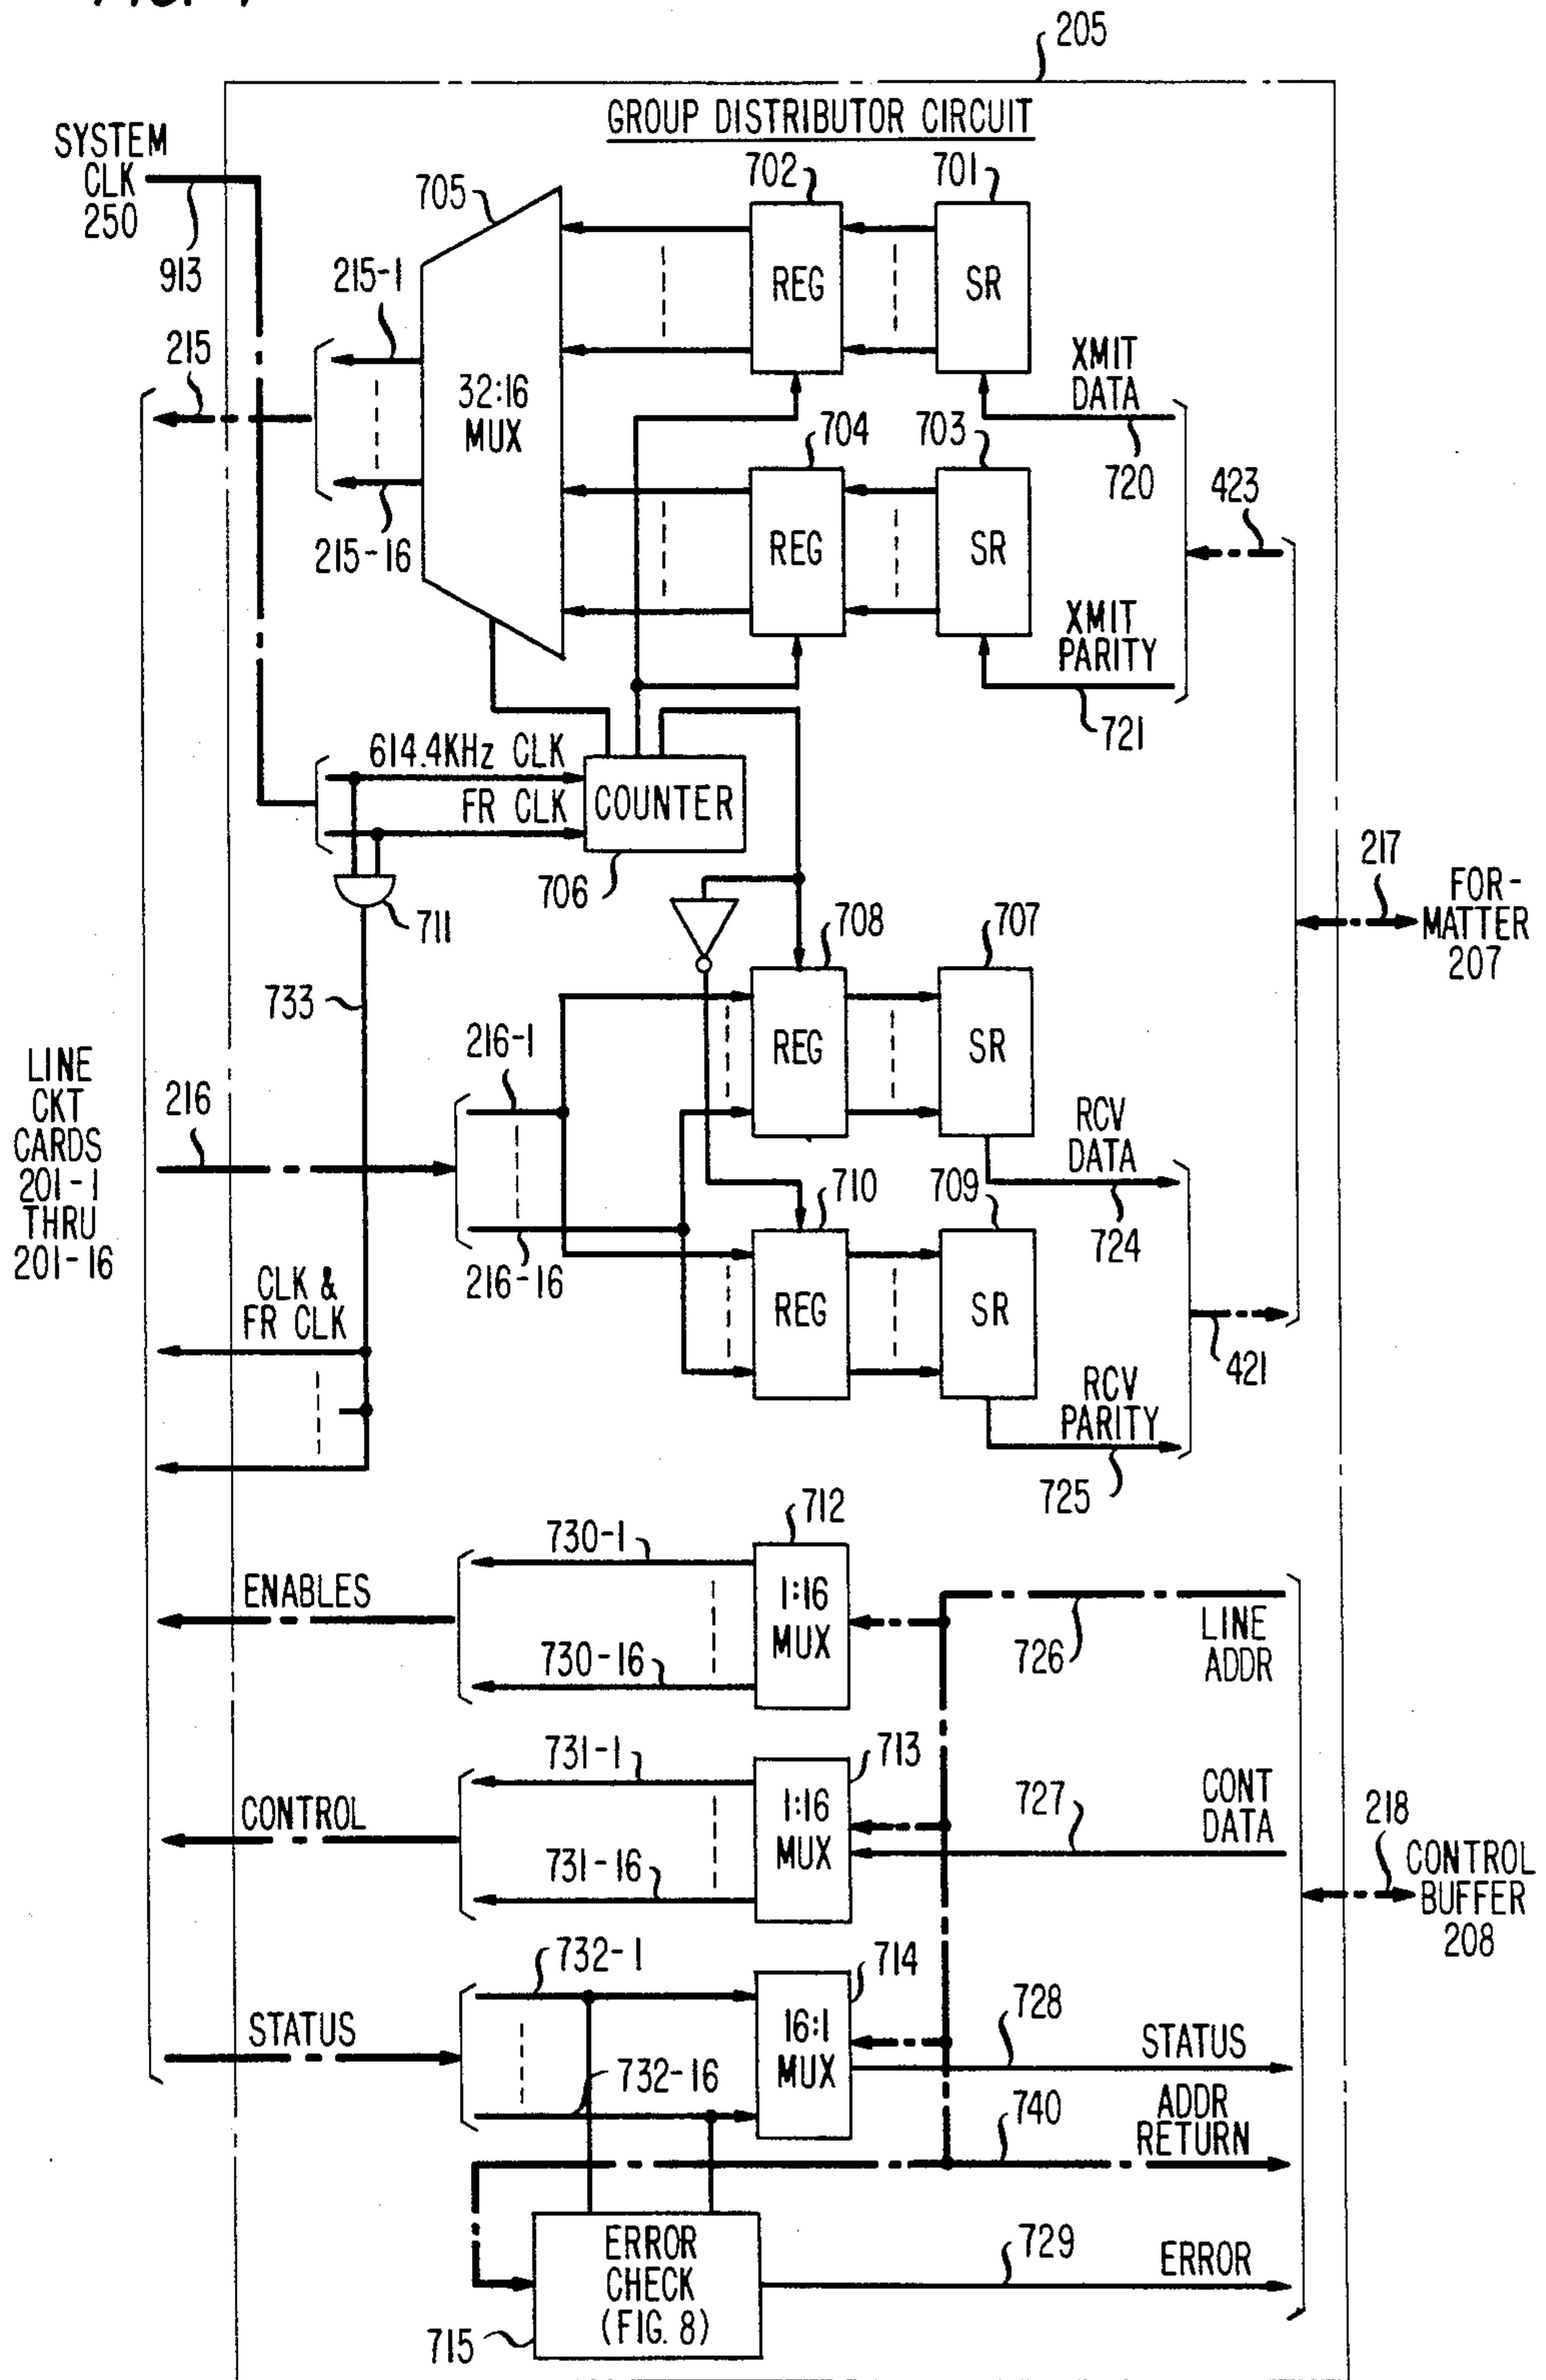 205
GROUP DISTRIBUTOR CIRCUIT
SYSTEM
CLK
250
913
705
702
701
REG
SR
215-1
215
32:16
MUX
XMIT
DATA
720
704
703
423
215-16
REG
SR
XMIT
PARITY
721
614.4KHz CLK
FR CLK
COUNTER
706
711
217
FOR-
MATTER
207
708
707
733
REG
SR
216-1
LINE
CKT
CARDS
201-1
THRU
201-16
216
RCV
DATA
724
710
709
216-16
REG
SR
CLK &
FR CLK
421
RCV
PARITY
725
712
730-1
ENABLES
1:16
MUX
726
LINE
ADDR
730-16
731-1
713
CONTROL
1:16
MUX
727
CONT
DATA
218
CONTROL
BUFFER
208
731-16
732-1
714
STATUS
16:1
MUX
728
STATUS
732-16
740
ADDR
RETURN
ERROR
CHECK
(FIG. 8)
729
ERROR
715